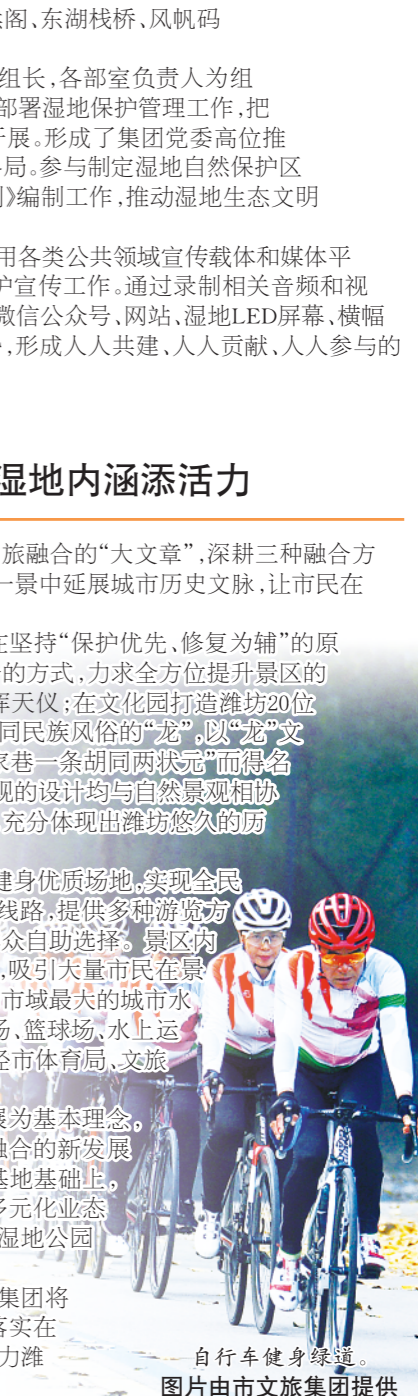 阁、东湖栈桥、风帆码
组长，各部室负责人为组
部署湿地保护管理工作，把
开展。形成了集团党委高位推
局。参与制定湿地自然保护区
》编制工作，推动湿地生态文明
用各类公共领域宣传载体和媒体平
护宣传工作。通过录制相关音频和视
微信公众号、网站、湿地LED屏幕、横幅
，形成人人共建、人人贡献、人人参与的
湿地内涵添活力
旅融合的“大文章”，深耕三种融合方
一景中延展城市历史文脉，让市民在
在坚持“保护优先、修复为辅”的原
的方式，力求全方位提升景区的
浑天仪；在文化园打造潍坊20位
同民族风俗的“龙”，以“龙”文
家巷一条胡同两状元”而得名
观的设计均与自然景观相协
充分体现出潍坊悠久的历
健身优质场地，实现全民
线路，提供多种游览方
众自助选择。景区内
，吸引大量市民在景
市域最大的城市水
场、篮球场、水上运
经市体育局、文旅
展为基本理念，
融合的新发展
基地基础上，
多元化业态
湿地公园
集团将
落实在
力潍
自行车健身绿道。
图片由市文旅集团提供